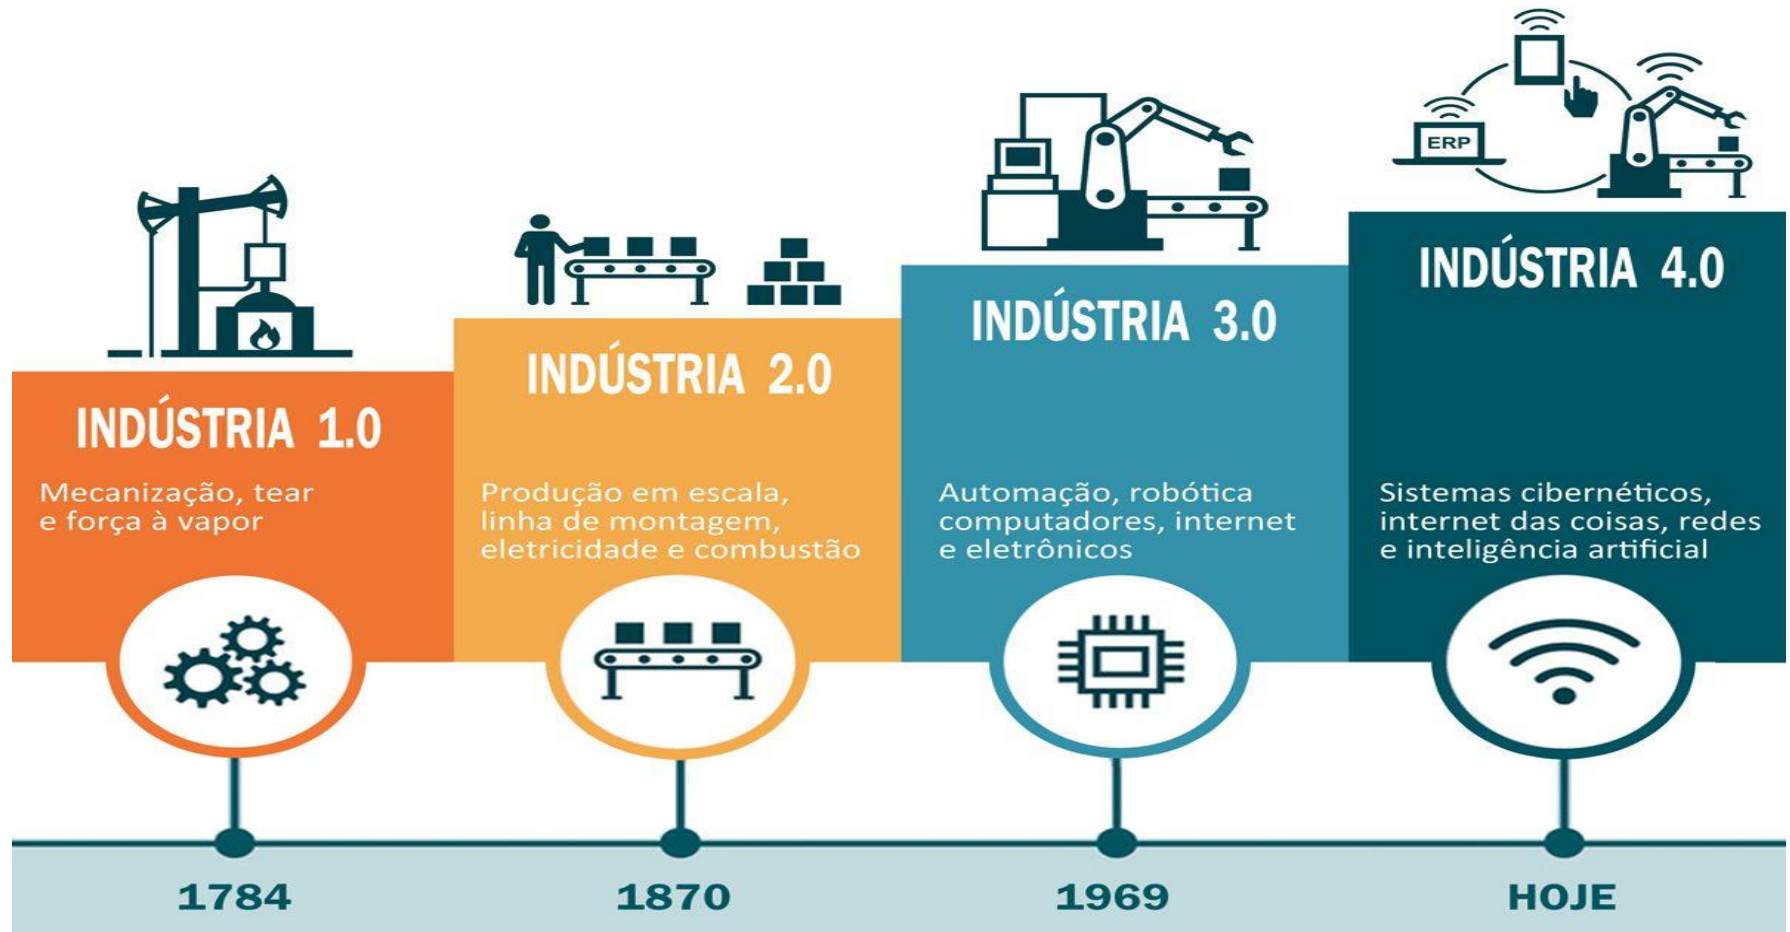 ERP
INDÚSTRIA 1.0
Mecanização, tear
e força à vapor
INDÚSTRIA 2.0
Produção em escala,
linha de montagem,
eletricidade e combustão
INDÚSTRIA 3.0
Automação, robótica
computadores, internet
e eletrônicos
INDÚSTRIA 4.0
Sistemas cibernéticos,
internet das coisas, redes
e inteligência artificial
1784
1870
1969
HOJE